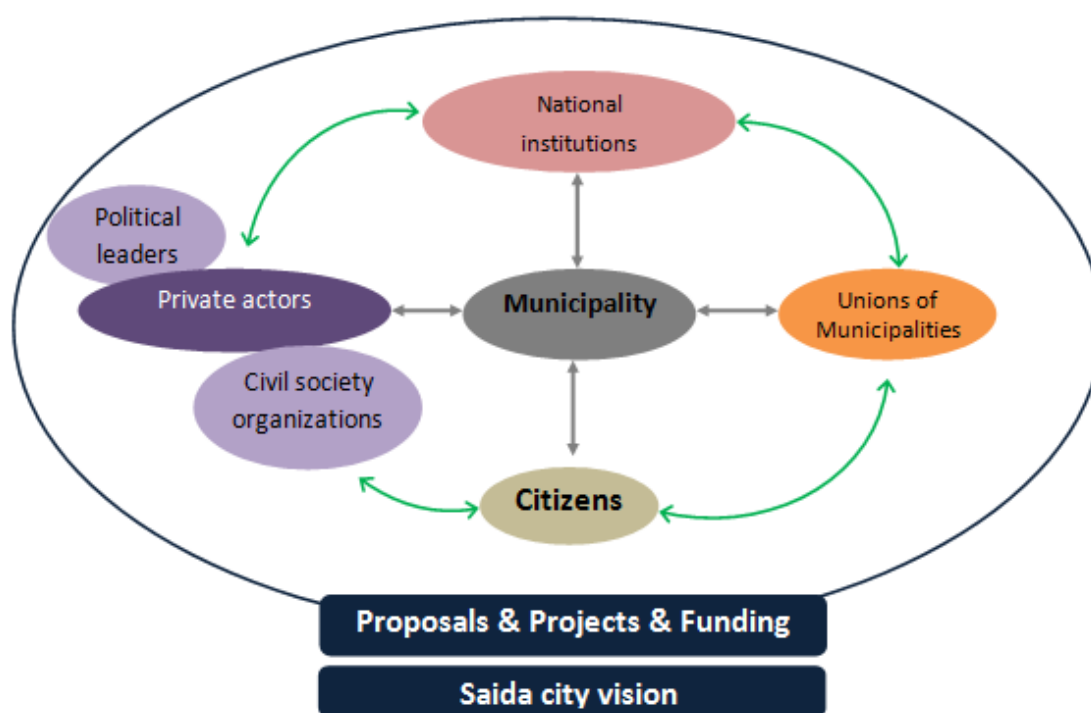 National
institutions
Political
leaders
Private actors
Municipality
Unions of
Municipalities
Civil society
organizations
Citizens
Proposals & Projects & Funding
Saida city vision